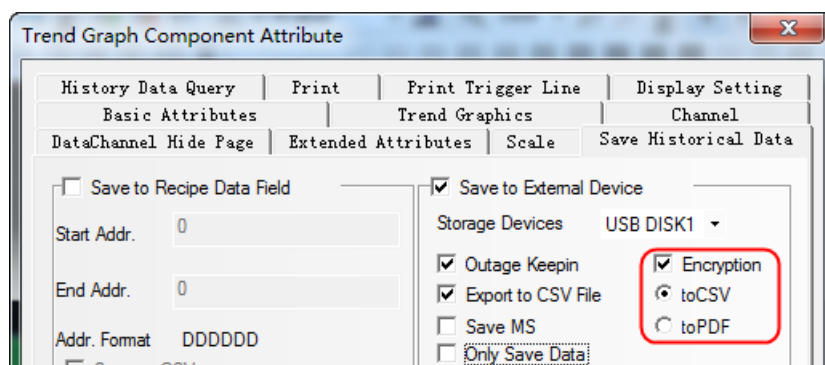 Trend Graph Component Attribute
x
History Data Query Print Print Trigger Line Display Setting
Basic Attributes Trend Graphics Channel
DataChannel Hide Page Extended Attributes Scale Save Historical Data
Save to Recipe Data Field
Start Addr. 0
End Addr. 0
Addr. Format DDDDDD
Save to External Device
Storage Devices USB DISK1
Outage Keepin Encryption
Export to CSV File toCSV
Save MS toPDF
Only Save Data